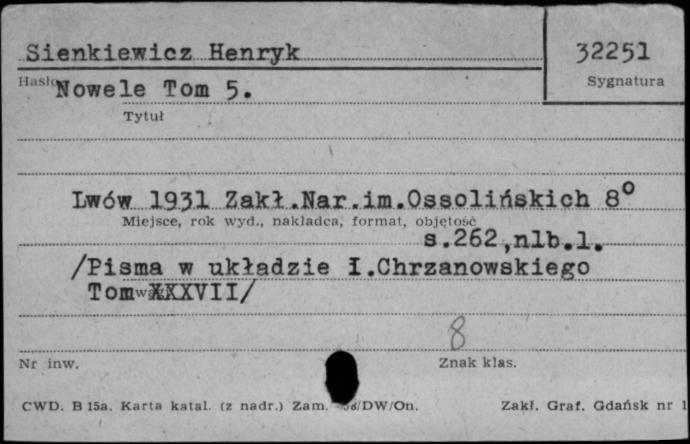 Sienkiewicz Henryk
32251
Hasło
Sygnatura
Nowele Tom 5.
Tytuł
Lwów 1931 Zakł.Nar.im.Ossolińskich 8°
Miejsce, rok wyd., nakładca, format, objętość
s.262,nlb.1.
/Pisma w układzie I.Chrzanowskiego
Tom XXXVII/
8
Nr inw.
Znak klas.
CWD. B 15a. Karta katal. (z nadr.) Zam. /DW/On.
Zakł. Graf. Gdańsk nr 1